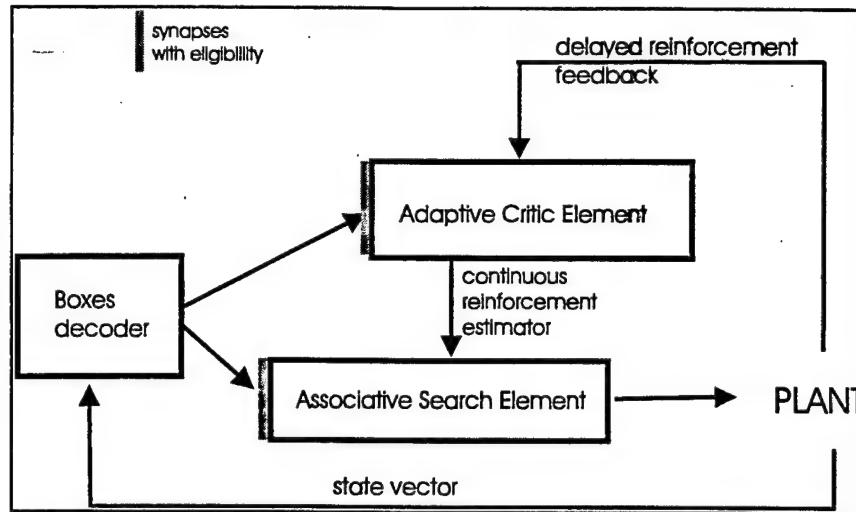 synapses
with eligibility
delayed reinforcement
feedback
Adaptive Critic Element
continuous
reinforcement
estimator
Boxes
decoder
Associative Search Element
PLANT
state vector